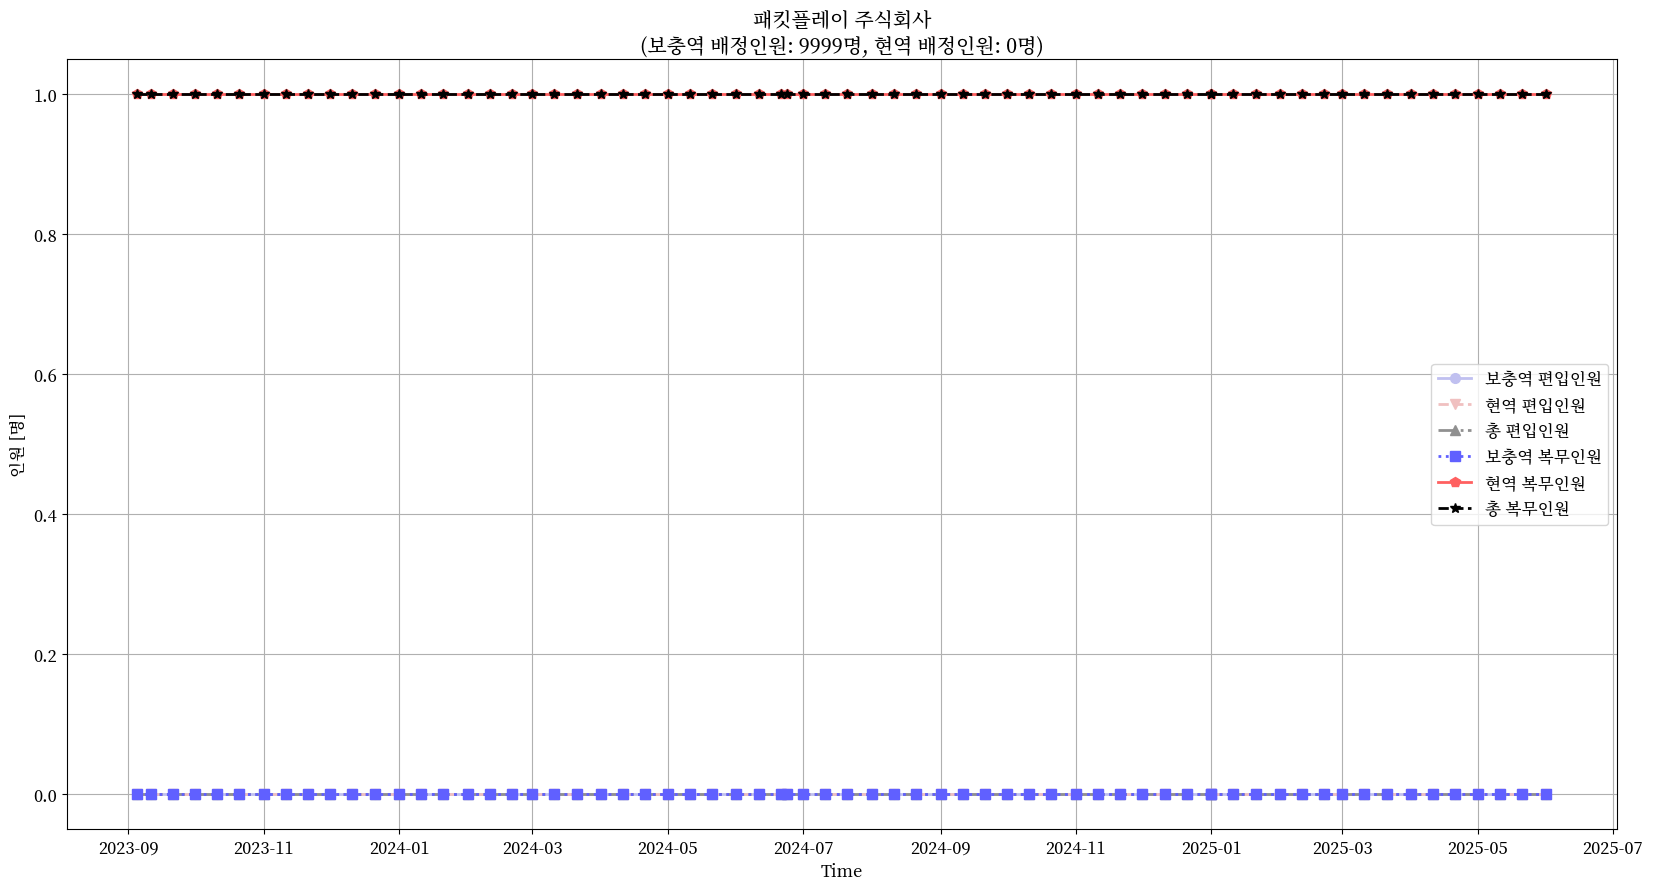 패킷플레이 주식회사
(보충역 배정인원: 9999명, 현역 배정인원: 0명)
인원 [명]
1.0
0.8
0.6
0.4
0.2
0.0
보충역 편입인원
현역 편입인원
총 편입인원
보충역 복무인원
현역 복무인원
총 복무인원
2023-09 2023-11 2024-01 2024-03 2024-05 2024-07 2024-09 2024-11 2025-01 2025-03 2025-05 2025-07
Time